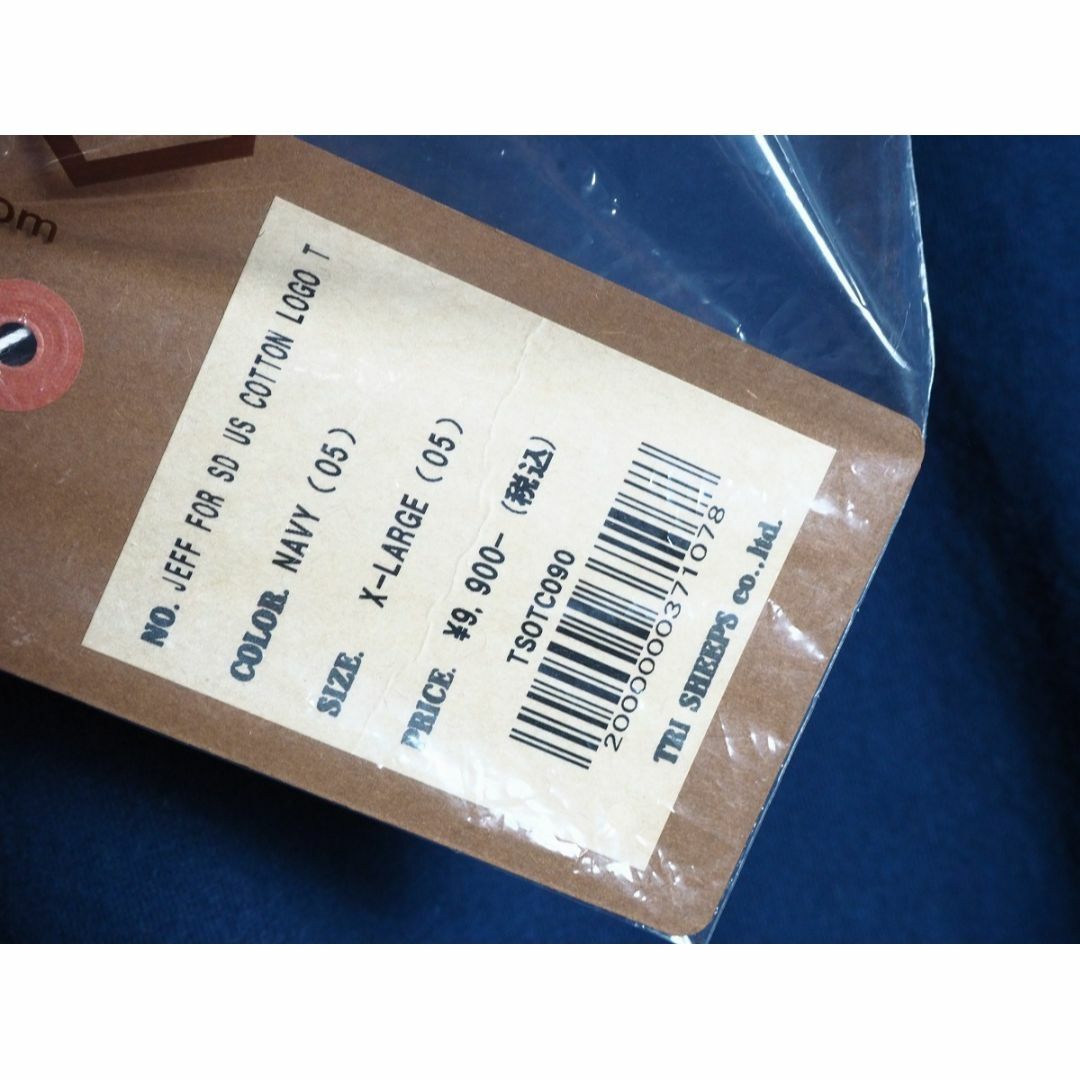 om
NO. JEFF FOR SD US COTTON LOGO T
COLOR. NAVY (05)
SIZE. X-LARGE (05)
PRICE. ¥9,900- (税込)
TSOTC090
2000000371078
TRI SHEEPS co.,ltd.